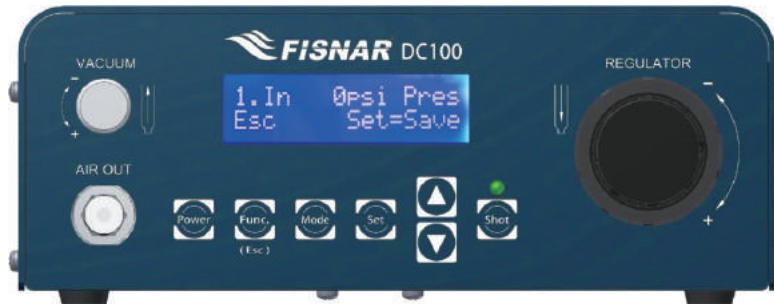 FISNAR DC100
VACUUM
REGULATOR
1.In 0psi Pres
Esc Set=Save
- +
- +
AIR OUT
Power Func. Mode Set Shot
(Esc)